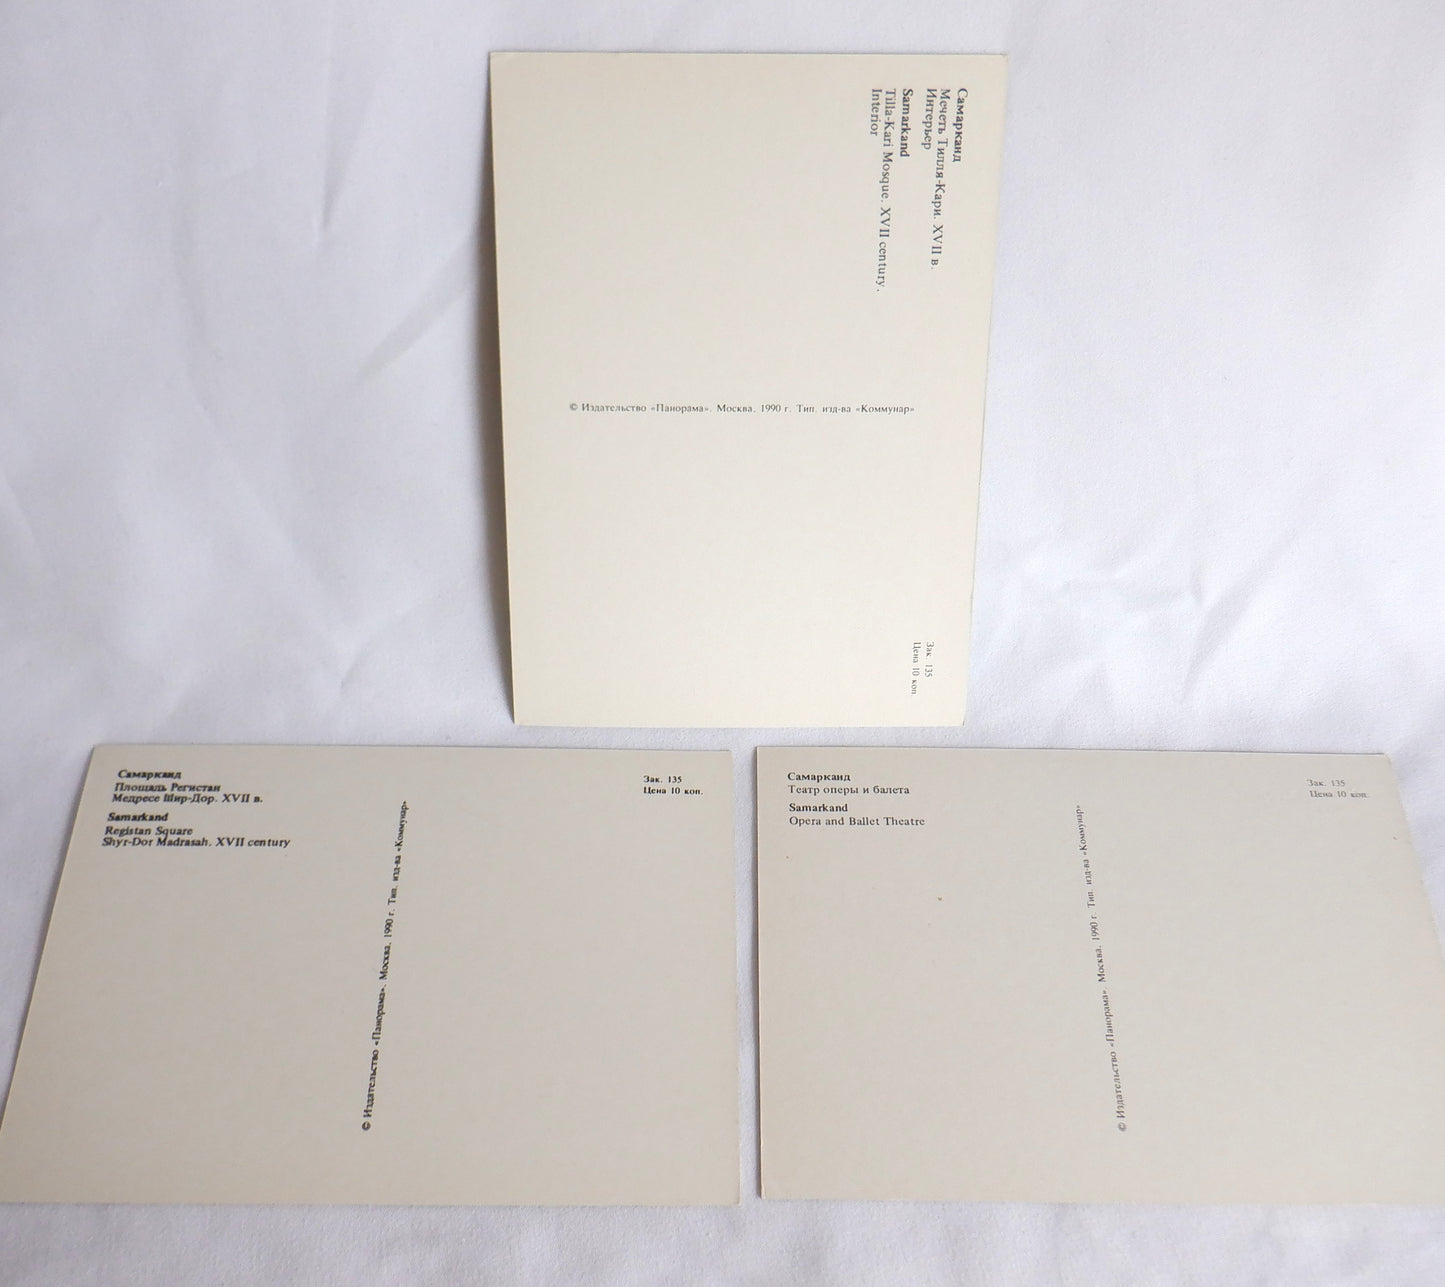 Самарканд
Мечеть Тилля-Кари. XVII в.
Интерьер
Samarkand
Tilla-Kari Mosque. XVII century.
Interior
© Издательство «Панорама». Москва. 1990 г. Тип. изд-ва «Коммунар»
Зак. 135
Цена 10 коп.
Самарканд
Площадь Регистан
Медресе Шир-Дор. XVII в.
Samarkand
Registan Square
Shyr-Dor Madrasah. XVII century
Зак. 135
Цена 10 коп.
© Издательство «Панорама». Москва. 1990 г. Тип. изд-ва «Коммунар»
Самарканд
Театр оперы и балета
Samarkand
Opera and Ballet Theatre
Зак. 135
Цена 10 коп.
© Издательство «Панорама». Москва. 1990 г. Тип. изд-ва «Коммунар»